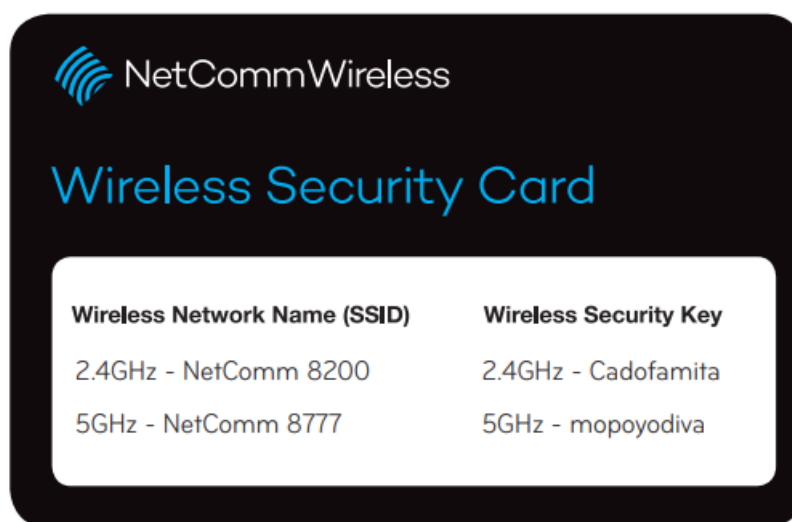 NetCommWireless
Wireless Security Card
Wireless Network Name (SSID) Wireless Security Key
2.4GHz - NetComm 8200 2.4GHz - Cadofamita
5GHz - NetComm 8777 5GHz - mopoyodiva